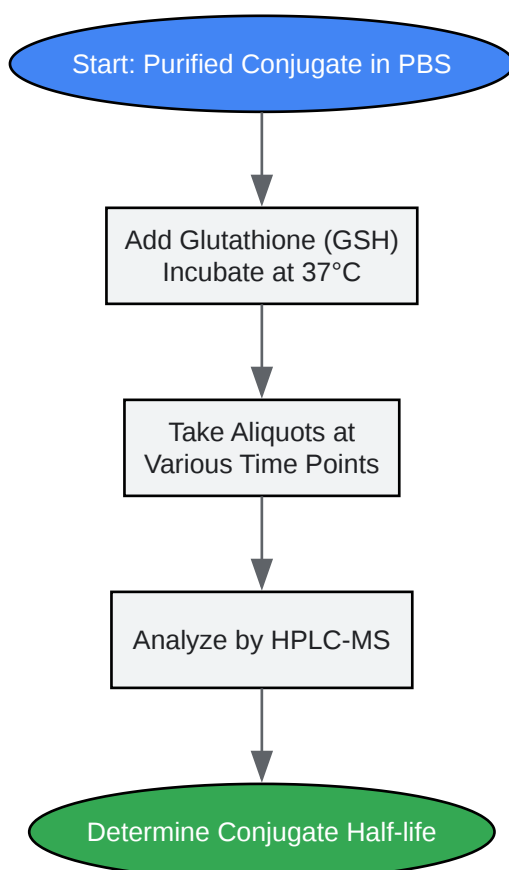 Start: Purified Conjugate in PBS
Add Glutathione (GSH)
Incubate at 37°C
Take Aliquots at
Various Time Points
Analyze by HPLC-MS
Determine Conjugate Half-life